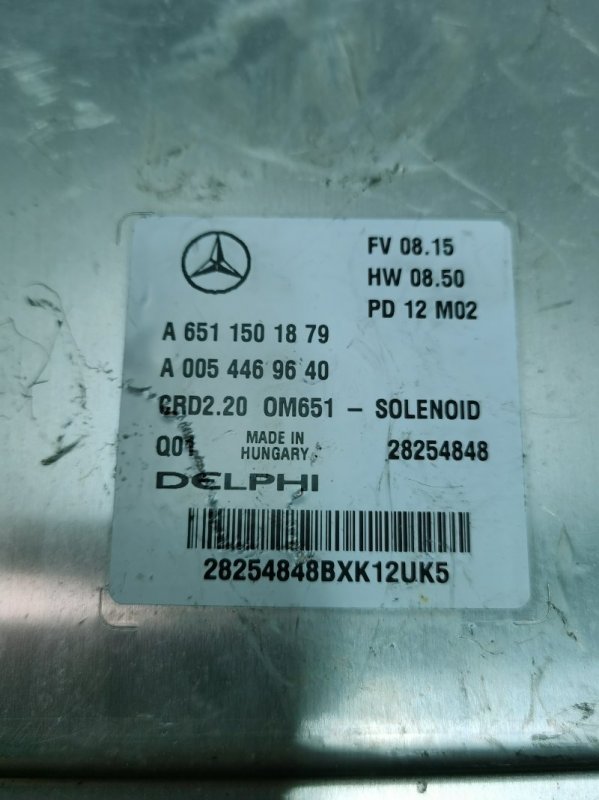 FV 08.15
HW 08.50
PD 12 M02
A 651 150 18 79
A 005 446 96 40
CRD2.20 OM651 - SOLENOID
Q01 MADE IN HUNGARY 28254848
DELPHI
28254848BXK12UK5